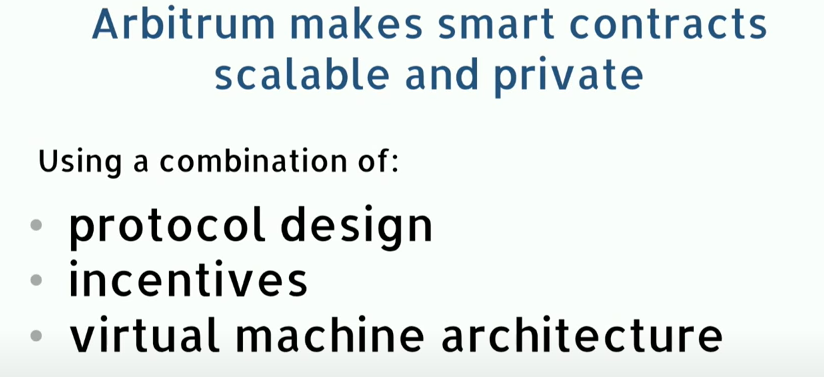 Arbitrum makes smart contracts
scalable and private
Using a combination of:
• protocol design
• incentives
• virtual machine architecture